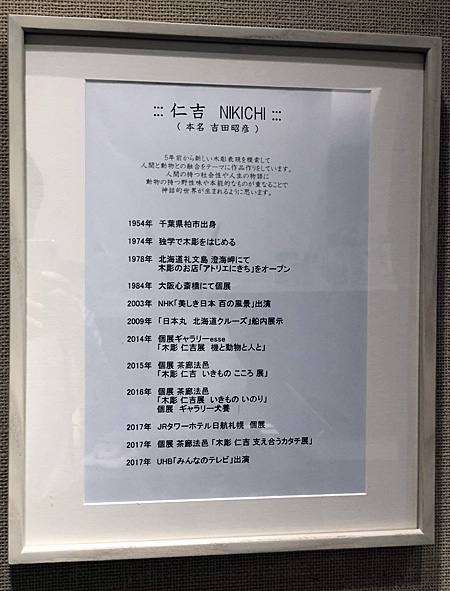 ::: 仁吉 NIKICHI :::
( 本名 吉田昭彦 )
5年前から新しい木彫表現を模索して
人間と動物との融合をテーマに作品作りをしています。
人間の持つ社会性や人生の物語に
動物の持つ野性味や本能的なものが重なることで
神話的世界が生まれるように思います。
1954年 千葉県柏市出身
1974年 独学で木彫をはじめる
1978年 北海道礼文島 澄海岬にて
木彫のお店「アトリエにきち」をオープン
1984年 大阪心斎橋にて個展
2003年 NHK「美しき日本 百の風景」出演
2009年 「日本丸 北海道クルーズ」船内展示
2014年 個展ギャラリーesse
「木彫 仁吉展 機と動物と人と」
2015年 個展 茶廊法邑
「木彫 仁吉 いきもの こころ 展」
2016年 個展 茶廊法邑
「木彫 仁吉展 いきもの いのり」
個展 ギャラリー犬養
2017年 JRタワーホテル日航札幌 個展
2017年 個展 茶廊法邑 「木彫 仁吉 支え合うカタチ展」
2017年 UHB「みんなのテレビ」出演